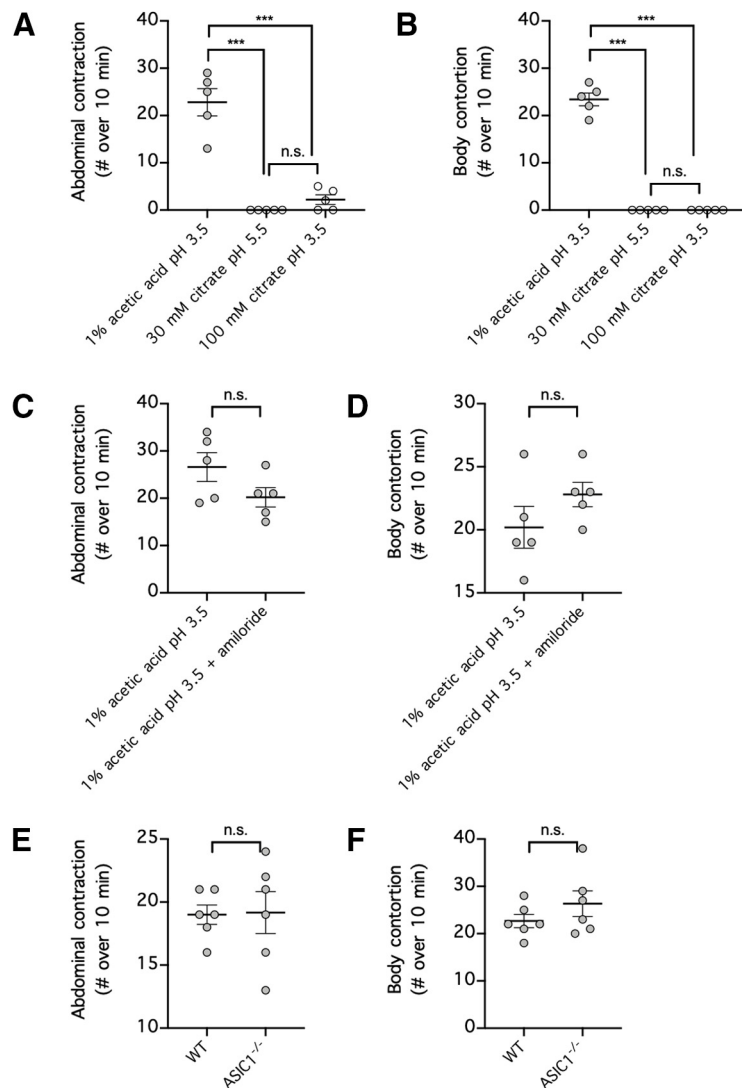 A
Abdominal contraction
(# over 10 min)
40
30
20
10
0
***
***
n.s.
1% acetic acid pH 3.5
30 mM citrate pH 5.5
100 mM citrate pH 3.5
B
Body contortion
(# over 10 min)
40
30
20
10
0
***
***
n.s.
1% acetic acid pH 3.5
30 mM citrate pH 5.5
100 mM citrate pH 3.5
C
Abdominal contraction
(# over 10 min)
40
30
20
10
0
n.s.
1% acetic acid pH 3.5
1% acetic acid pH 3.5 + amiloride
D
Body contortion
(# over 10 min)
30
25
20
15
n.s.
1% acetic acid pH 3.5
1% acetic acid pH 3.5 + amiloride
E
Abdominal contraction
(# over 10 min)
25
20
15
10
n.s.
WT
ASIC1-/-
F
Body contortion
(# over 10 min)
40
30
20
10
0
n.s.
WT
ASIC1-/-